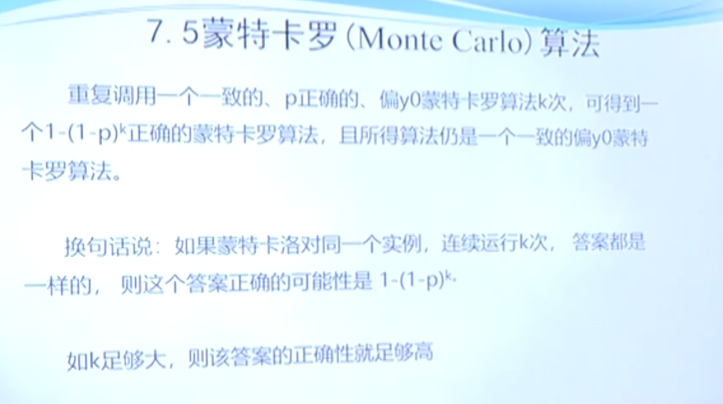 7.5蒙特卡罗(Monte Carlo)算法
重复调用一个一致的、p正确的、偏y0蒙特卡罗算法k次，可得到一
个1-(1-p)ᵏ正确的蒙特卡罗算法，且所得算法仍是一个一致的偏y0蒙特
卡罗算法。
换句话说：如果蒙特卡洛对同一个实例，连续运行k次， 答案都是
一样的， 则这个答案正确的可能性是 1-(1-p)ᵏ。
如k足够大，则该答案的正确性就足够高